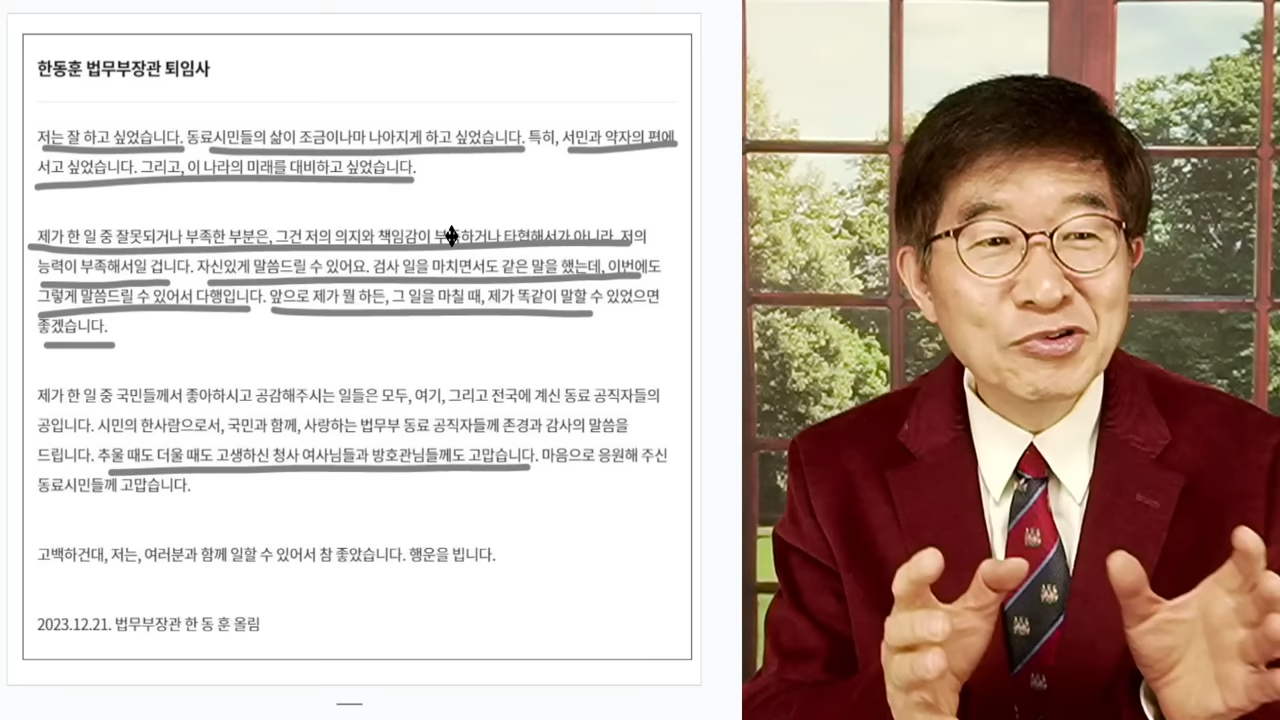 한동훈 법무부장관 퇴임사
저는 잘 하고 싶었습니다. 동료시민들의 삶이 조금이나마 나아지게 하고 싶었습니다. 특히, 서민과 약자의 편에
서고 싶었습니다. 그리고, 이 나라의 미래를 대비하고 싶었습니다.
제가 한 일 중 잘못되거나 부족한 부분은, 그건 저의 의지와 책임감이 부족하거나 타협해서가 아니라, 저의
능력이 부족해서일 겁니다. 자신있게 말씀드릴 수 있어요. 검사 일을 마치면서도 같은 말을 했는데, 이번에도
그렇게 말씀드릴 수 있어서 다행입니다. 앞으로 제가 뭘 하든, 그 일을 마칠 때, 제가 똑같이 말할 수 있었으면
좋겠습니다.
제가 한 일 중 국민들께서 좋아하시고 공감해주시는 일들은 모두, 여기, 그리고 전국에 계신 동료 공직자들의
공입니다. 시민의 한사람으로서, 국민과 함께, 사랑하는 법무부 동료 공직자들께 존경과 감사의 말씀을
드립니다. 추울 때도 더울 때도 고생하신 청사 여사님들과 방호관님들께도 고맙습니다. 마음으로 응원해 주신
동료시민들께 고맙습니다.
고백하건대, 저는, 여러분과 함께 일할 수 있어서 참 좋았습니다. 행운을 빕니다.
2023.12.21. 법무부장관 한 동 훈 올림